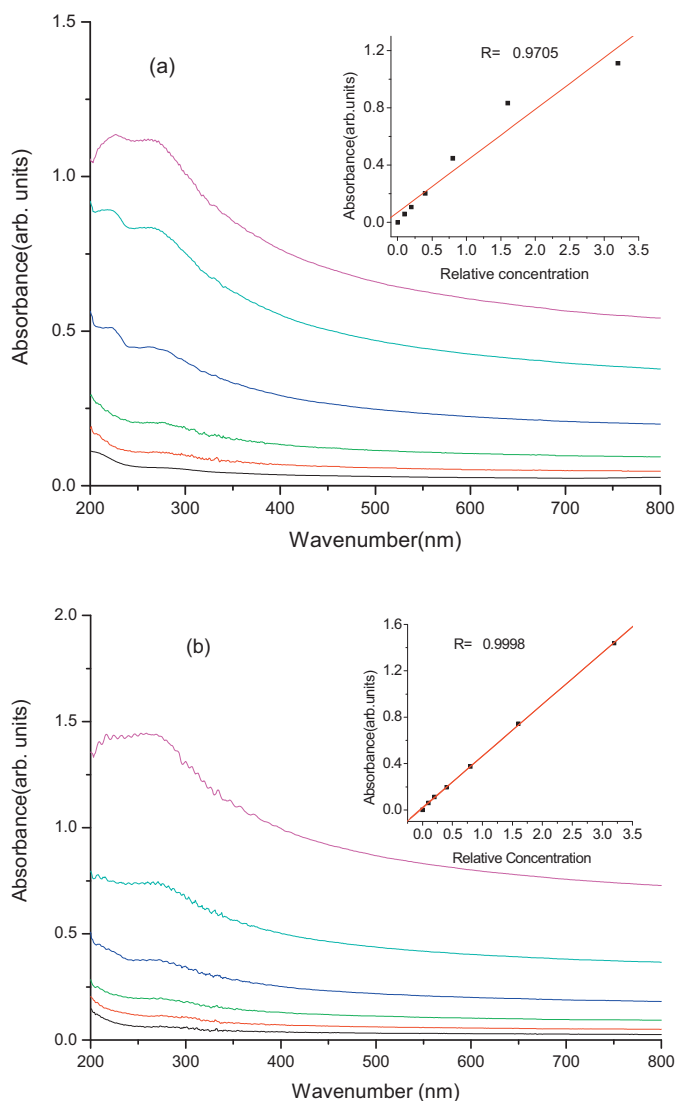 1.5
(a)
R= 0.9705
1.2
0.8
0.4
0.0
Absorbance(arb.units)
0.0 0.5 1.0 1.5 2.0 2.5 3.0 3.5
Relative concentration
1.0
0.5
0.0
Absorbance(arb. units)
200 300 400 500 600 700 800
Wavenumber(nm)
2.0
(b)
R= 0.9998
1.6
1.2
0.8
0.4
0.0
Absorbance(arb.units)
0.0 0.5 1.0 1.5 2.0 2.5 3.0 3.5
Relative Concentration
1.5
1.0
0.5
0.0
Absorbance(arb. units)
200 300 400 500 600 700 800
Wavenumber (nm)